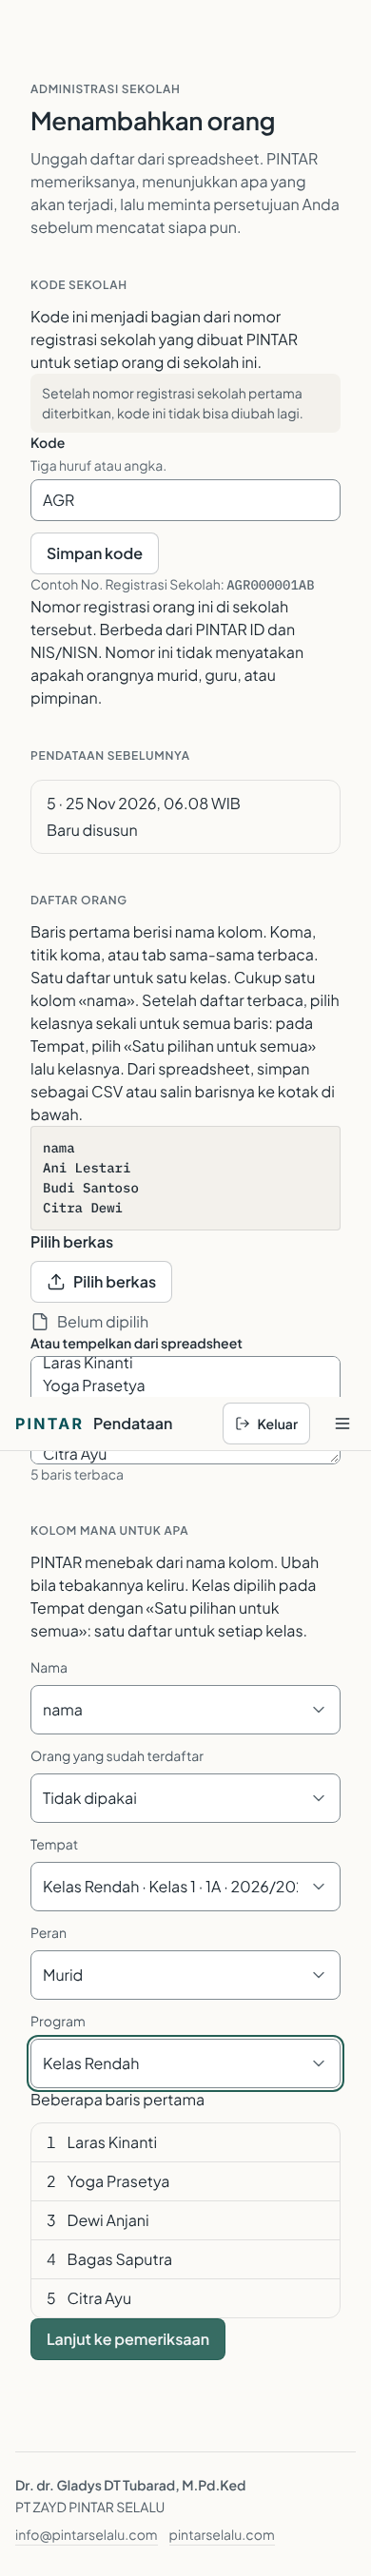 ADMINISTRASI SEKOLAH
Menambahkan orang
Unggah daftar dari spreadsheet. PINTAR
memeriksanya, menunjukkan apa yang
akan terjadi, lalu meminta persetujuan Anda
sebelum mencatat siapa pun.
KODE SEKOLAH
Kode ini menjadi bagian dari nomor
registrasi sekolah yang dibuat PINTAR
untuk setiap orang di sekolah ini.
Setelah nomor registrasi sekolah pertama
diterbitkan, kode ini tidak bisa diubah lagi.
Kode
Tiga huruf atau angka.
AGR
Simpan kode
Contoh No. Registrasi Sekolah: AGR000001AB
Nomor registrasi orang ini di sekolah
tersebut. Berbeda dari PINTAR ID dan
NIS/NISN. Nomor ini tidak menyatakan
apakah orangnya murid, guru, atau
pimpinan.
PENDATAAN SEBELUMNYA
5 · 25 Nov 2026, 06.08 WIB
Baru disusun
DAFTAR ORANG
Baris pertama berisi nama kolom. Koma,
titik koma, atau tab sama-sama terbaca.
Satu daftar untuk satu kelas. Cukup satu
kolom «nama». Setelah daftar terbaca, pilih
kelasnya sekali untuk semua baris: pada
Tempat, pilih «Satu pilihan untuk semua»
lalu kelasnya. Dari spreadsheet, simpan
sebagai CSV atau salin barisnya ke kotak di
bawah.
nama
Ani Lestari
Budi Santoso
Citra Dewi
Pilih berkas
Pilih berkas
Belum dipilih
Atau tempelkan dari spreadsheet
Laras Kinanti
Yoga Prasetya
PINTAR Pendataan Keluar
Citra Ayu
5 baris terbaca
KOLOM MANA UNTUK APA
PINTAR menebak dari nama kolom. Ubah
bila tebakannya keliru. Kelas dipilih pada
Tempat dengan «Satu pilihan untuk
semua»: satu daftar untuk setiap kelas.
Nama
nama
Orang yang sudah terdaftar
Tidak dipakai
Tempat
Kelas Rendah · Kelas 1 · 1A · 2026/202
Peran
Murid
Program
Kelas Rendah
Beberapa baris pertama
1 Laras Kinanti
2 Yoga Prasetya
3 Dewi Anjani
4 Bagas Saputra
5 Citra Ayu
Lanjut ke pemeriksaan
Dr. dr. Gladys DT Tubarad, M.Pd.Ked
PT ZAYD PINTAR SELALU
info@pintarselalu.com pintarselalu.com